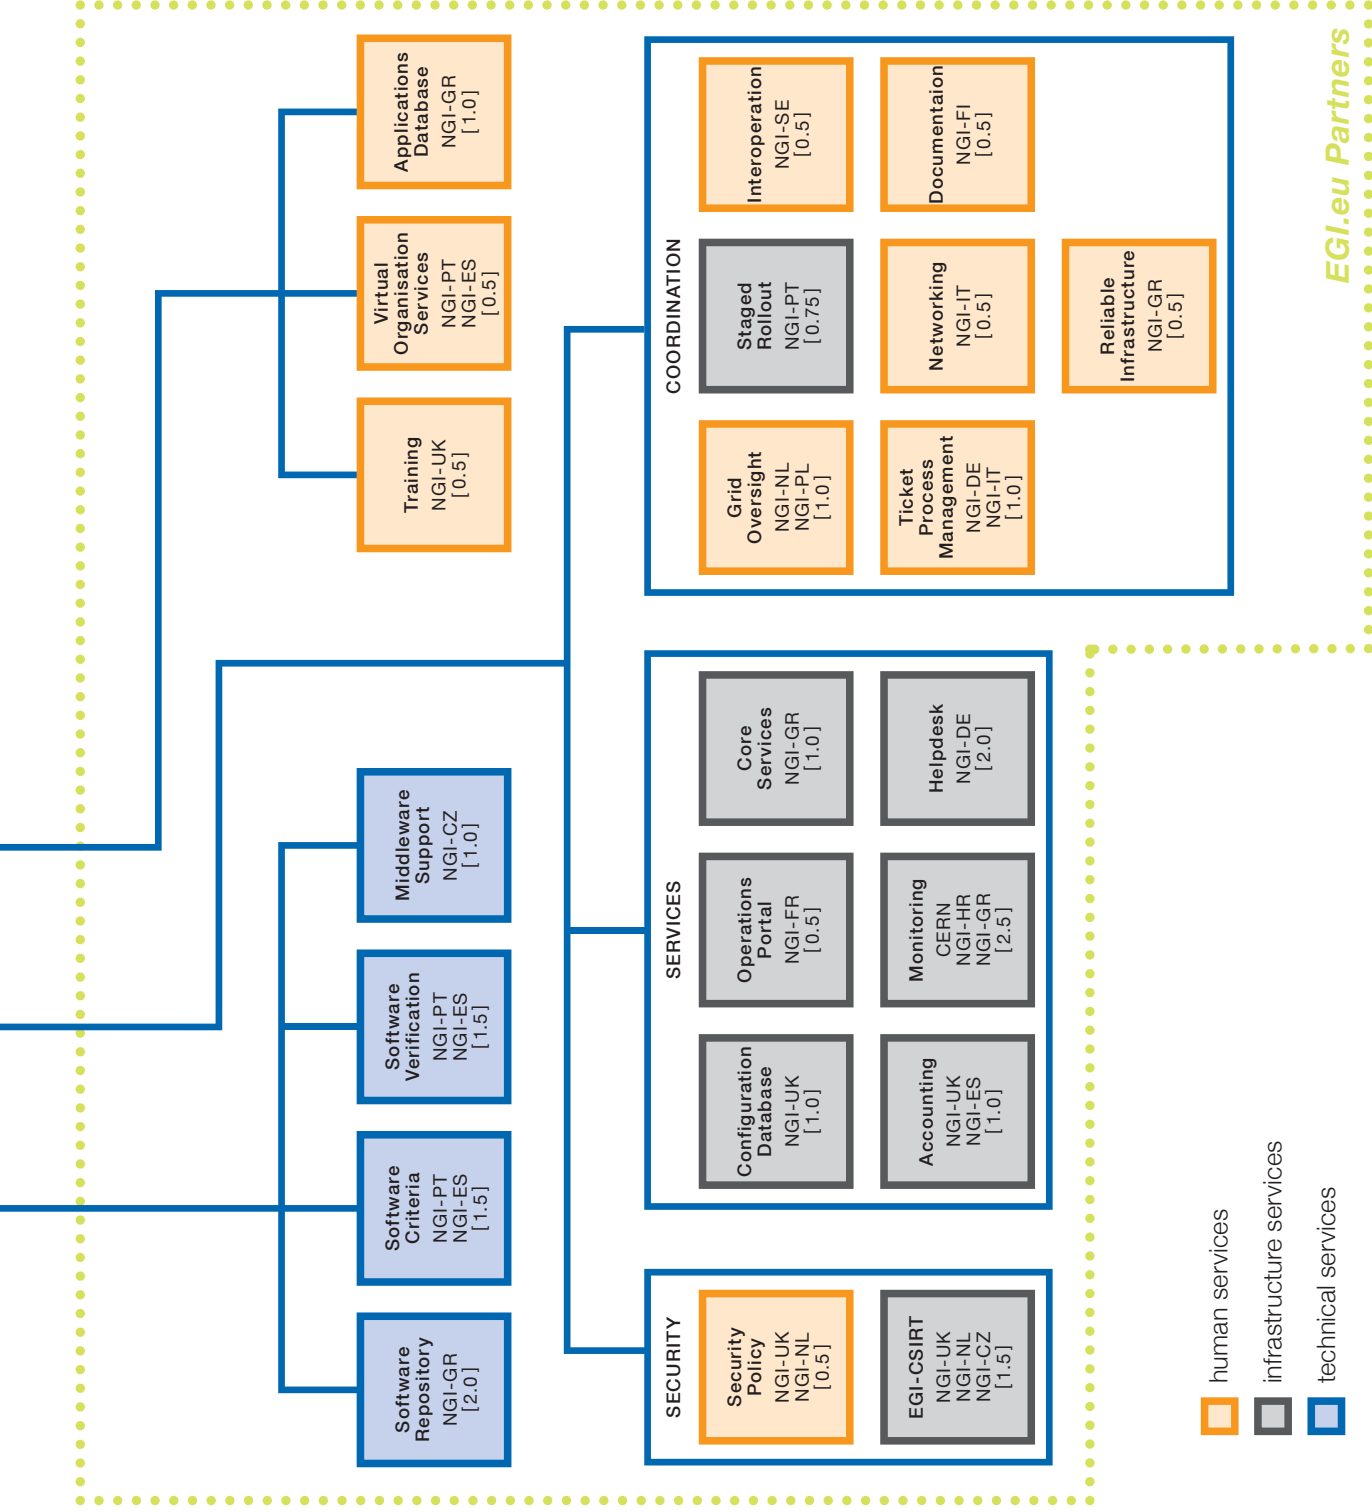 Software
Repository
NGI-GR
[2.0]
Software
Criteria
NGI-PT
NGI-ES
[1.5]
Software
Verification
NGI-PT
NGI-ES
[1.5]
Middleware
Support
NGI-CZ
[1.0]
Training
NGI-UK
[0.5]
Virtual
Organisation
Services
NGI-PT
NGI-ES
[0.5]
Applications
Database
NGI-GR
[1.0]
SECURITY
Security
Policy
NGI-UK
NGI-NL
[0.5]
EGI-CSIRT
NGI-UK
NGI-NL
NGI-CZ
[1.5]
SERVICES
Configuration
Database
NGI-UK
[1.0]
Operations
Portal
NGI-FR
[0.5]
Core
Services
NGI-GR
[1.0]
Accounting
NGI-UK
NGI-ES
[1.0]
Monitoring
CERN
NGI-HR
NGI-GR
[2.5]
Helpdesk
NGI-DE
[2.0]
COORDINATION
Grid
Oversight
NGI-NL
NGI-PL
[1.0]
Staged
Rollout
NGI-PT
[0.75]
Interoperation
NGI-SE
[0.5]
Ticket
Process
Management
NGI-DE
NGI-IT
[1.0]
Networking
NGI-IT
[0.5]
Documentaion
NGI-FI
[0.5]
Reliable
Infrastructure
NGI-GR
[0.5]
human services
infrastructure services
technical services
EGI.eu Partners